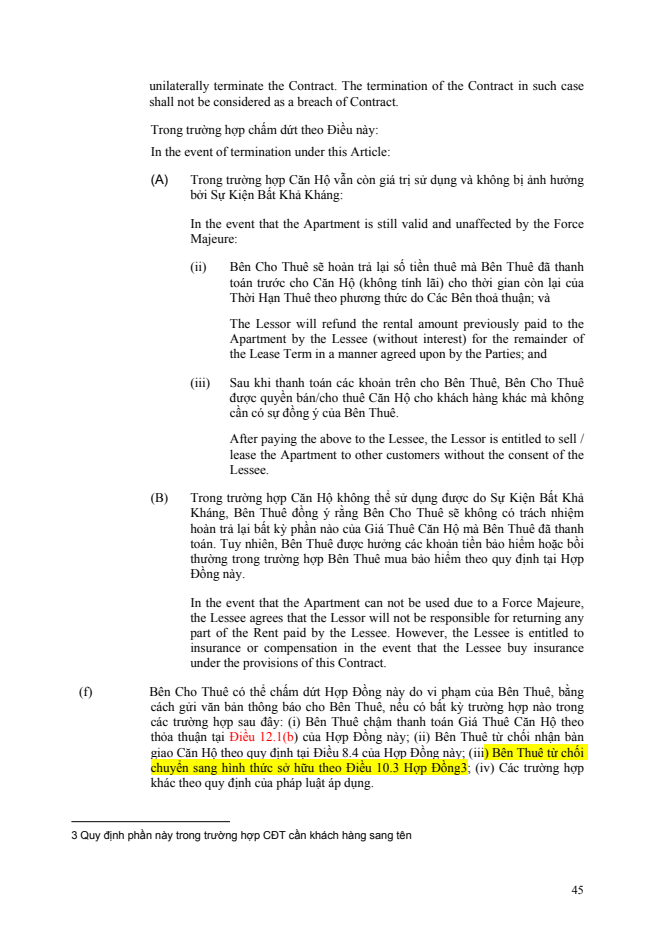 unilaterally terminate the Contract. The termination of the Contract in such case
shall not be considered as a breach of Contract.
Trong trường hợp chấm dứt theo Điều này:
In the event of termination under this Article:
(A) Trong trường hợp Căn Hộ vẫn còn giá trị sử dụng và không bị ảnh hưởng
bởi Sự Kiện Bất Khả Kháng:
In the event that the Apartment is still valid and unaffected by the Force
Majeure:
(ii) Bên Cho Thuê sẽ hoàn trả lại số tiền thuê mà Bên Thuê đã thanh
toán trước cho Căn Hộ (không tính lãi) cho thời gian còn lại của
Thời Hạn Thuê theo phương thức do Các Bên thoả thuận; và
The Lessor will refund the rental amount previously paid to the
Apartment by the Lessee (without interest) for the remainder of
the Lease Term in a manner agreed upon by the Parties; and
(iii) Sau khi thanh toán các khoản trên cho Bên Thuê, Bên Cho Thuê
được quyền bán/cho thuê Căn Hộ cho khách hàng khác mà không
cần có sự đồng ý của Bên Thuê.
After paying the above to the Lessee, the Lessor is entitled to sell /
lease the Apartment to other customers without the consent of the
Lessee.
(B) Trong trường hợp Căn Hộ không thể sử dụng được do Sự Kiện Bất Khả
Kháng, Bên Thuê đồng ý rằng Bên Cho Thuê sẽ không có trách nhiệm
hoàn trả lại bất kỳ phần nào của Giá Thuê Căn Hộ mà Bên Thuê đã thanh
toán. Tuy nhiên, Bên Thuê được hưởng các khoản tiền bảo hiểm hoặc bồi
thường trong trường hợp Bên Thuê mua bảo hiểm theo quy định tại Hợp
Đồng này.
In the event that the Apartment can not be used due to a Force Majeure,
the Lessee agrees that the Lessor will not be responsible for returning any
part of the Rent paid by the Lessee. However, the Lessee is entitled to
insurance or compensation in the event that the Lessee buy insurance
under the provisions of this Contract.
(f) Bên Cho Thuê có thể chấm dứt Hợp Đồng này do vi phạm của Bên Thuê, bằng
cách gửi văn bản thông báo cho Bên Thuê, nếu có bất kỳ trường hợp nào trong
các trường hợp sau đây: (i) Bên Thuê chậm thanh toán Giá Thuê Căn Hộ theo
thỏa thuận tại Điều 12.1(b) của Hợp Đồng này; (ii) Bên Thuê từ chối nhận bàn
giao Căn Hộ theo quy định tại Điều 8.4 của Hợp Đồng này; (iii) Bên Thuê từ chối
chuyển sang hình thức sở hữu theo Điều 10.3 Hợp Đồng3; (iv) Các trường hợp
khác theo quy định của pháp luật áp dụng.
3 Quy định phần này trong trường hợp CĐT cần khách hàng sang tên
45